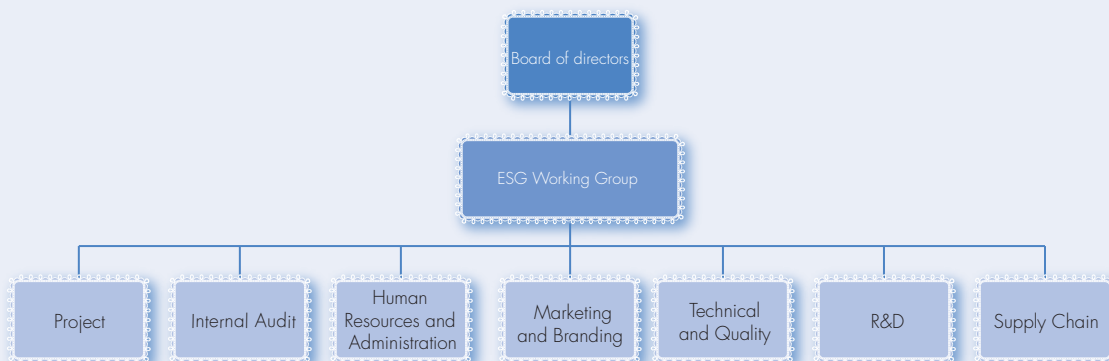 Board of directors
ESG Working Group
Project
Internal Audit
Human
Resources and
Administration
Marketing
and Branding
Technical
and Quality
R&D
Supply Chain